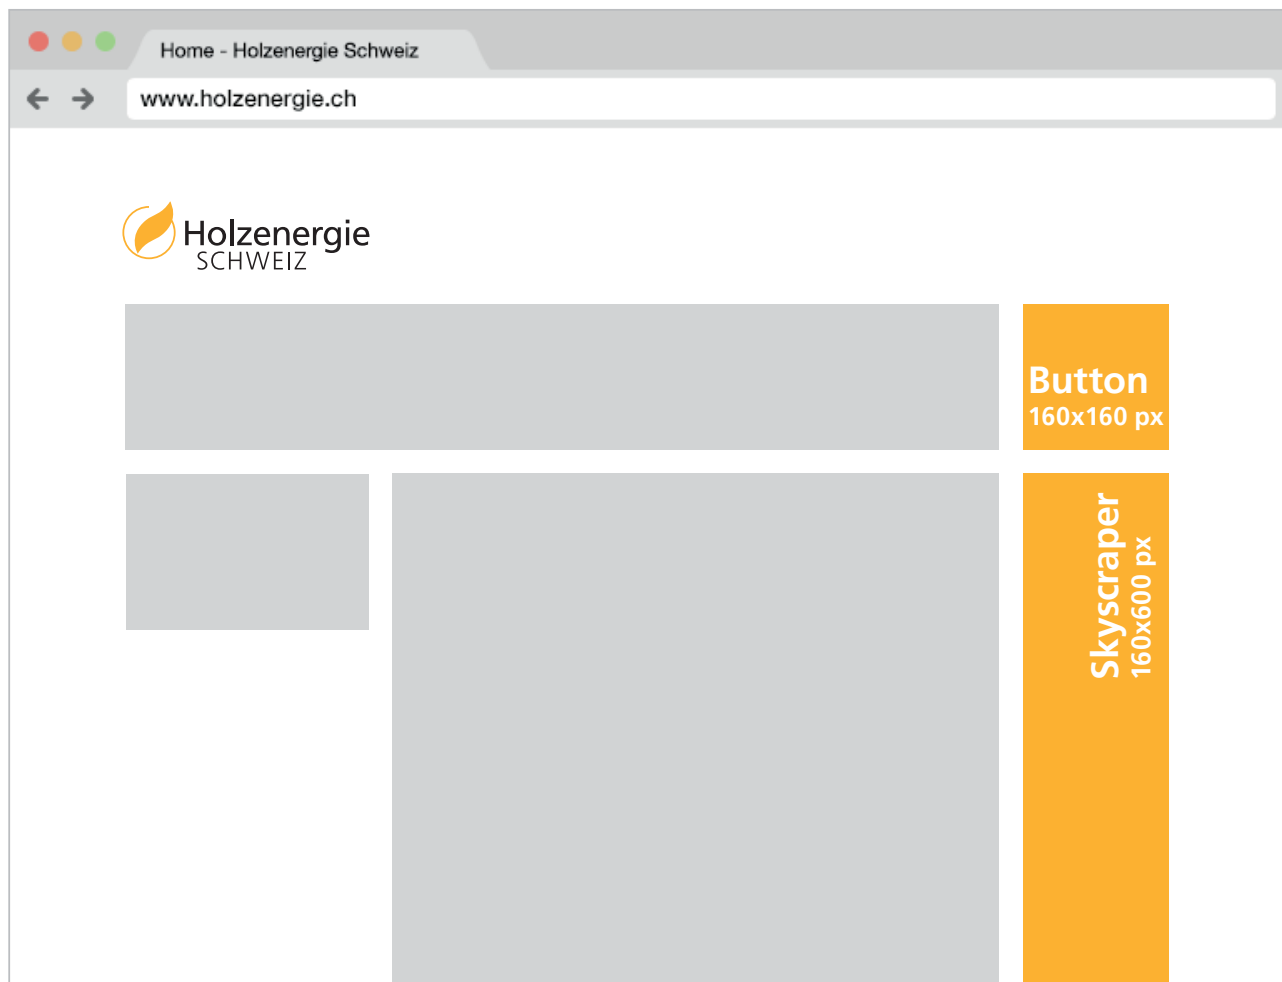 Home - Holzenergie Schweiz
www.holzenergie.ch
Holzenergie
SCHWEIZ
Button
160x160 px
Skyscraper
160x600 px